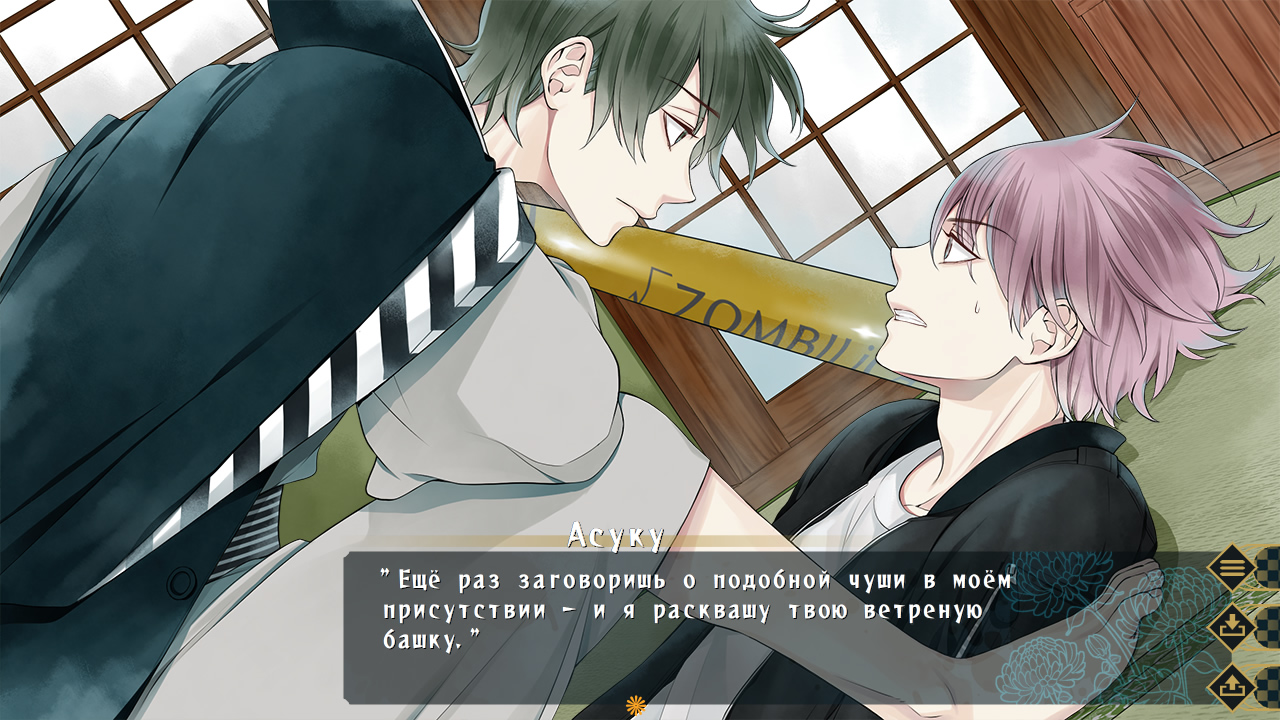 √ZOMBIL i
Асуку
"Ещё раз заговоришь о подобной чуши в моём
присутствии – и я расквашу твою ветреную
башку."